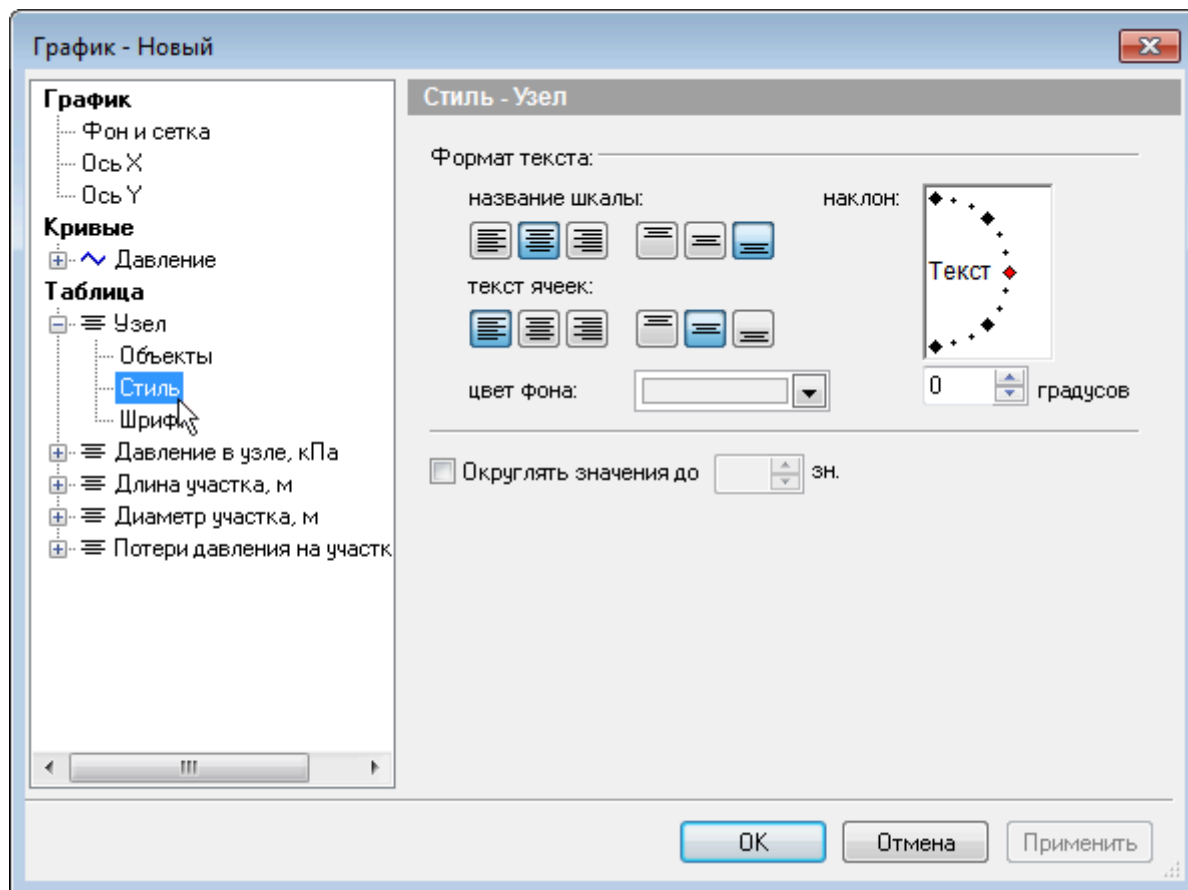 График - Новый
График
Фон и сетка
Ось X
Ось Y
Кривые
Давление
Таблица
Узел
Объекты
Стиль
Давление в узле, кПа
Длина участка, м
Диаметр участка, м
Потери давления на участк
Стиль - Узел
Формат текста:
название шкалы:
наклон:
Текст
текст ячеек:
цвет фона:
0 градусов
Округлять значения до зн.
OK
Отмена
Применить